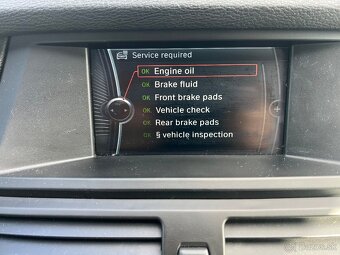 Service required
OK Engine oil
OK Brake fluid
OK Front brake pads
OK Vehicle check
OK Rear brake pads
OK § vehicle inspection